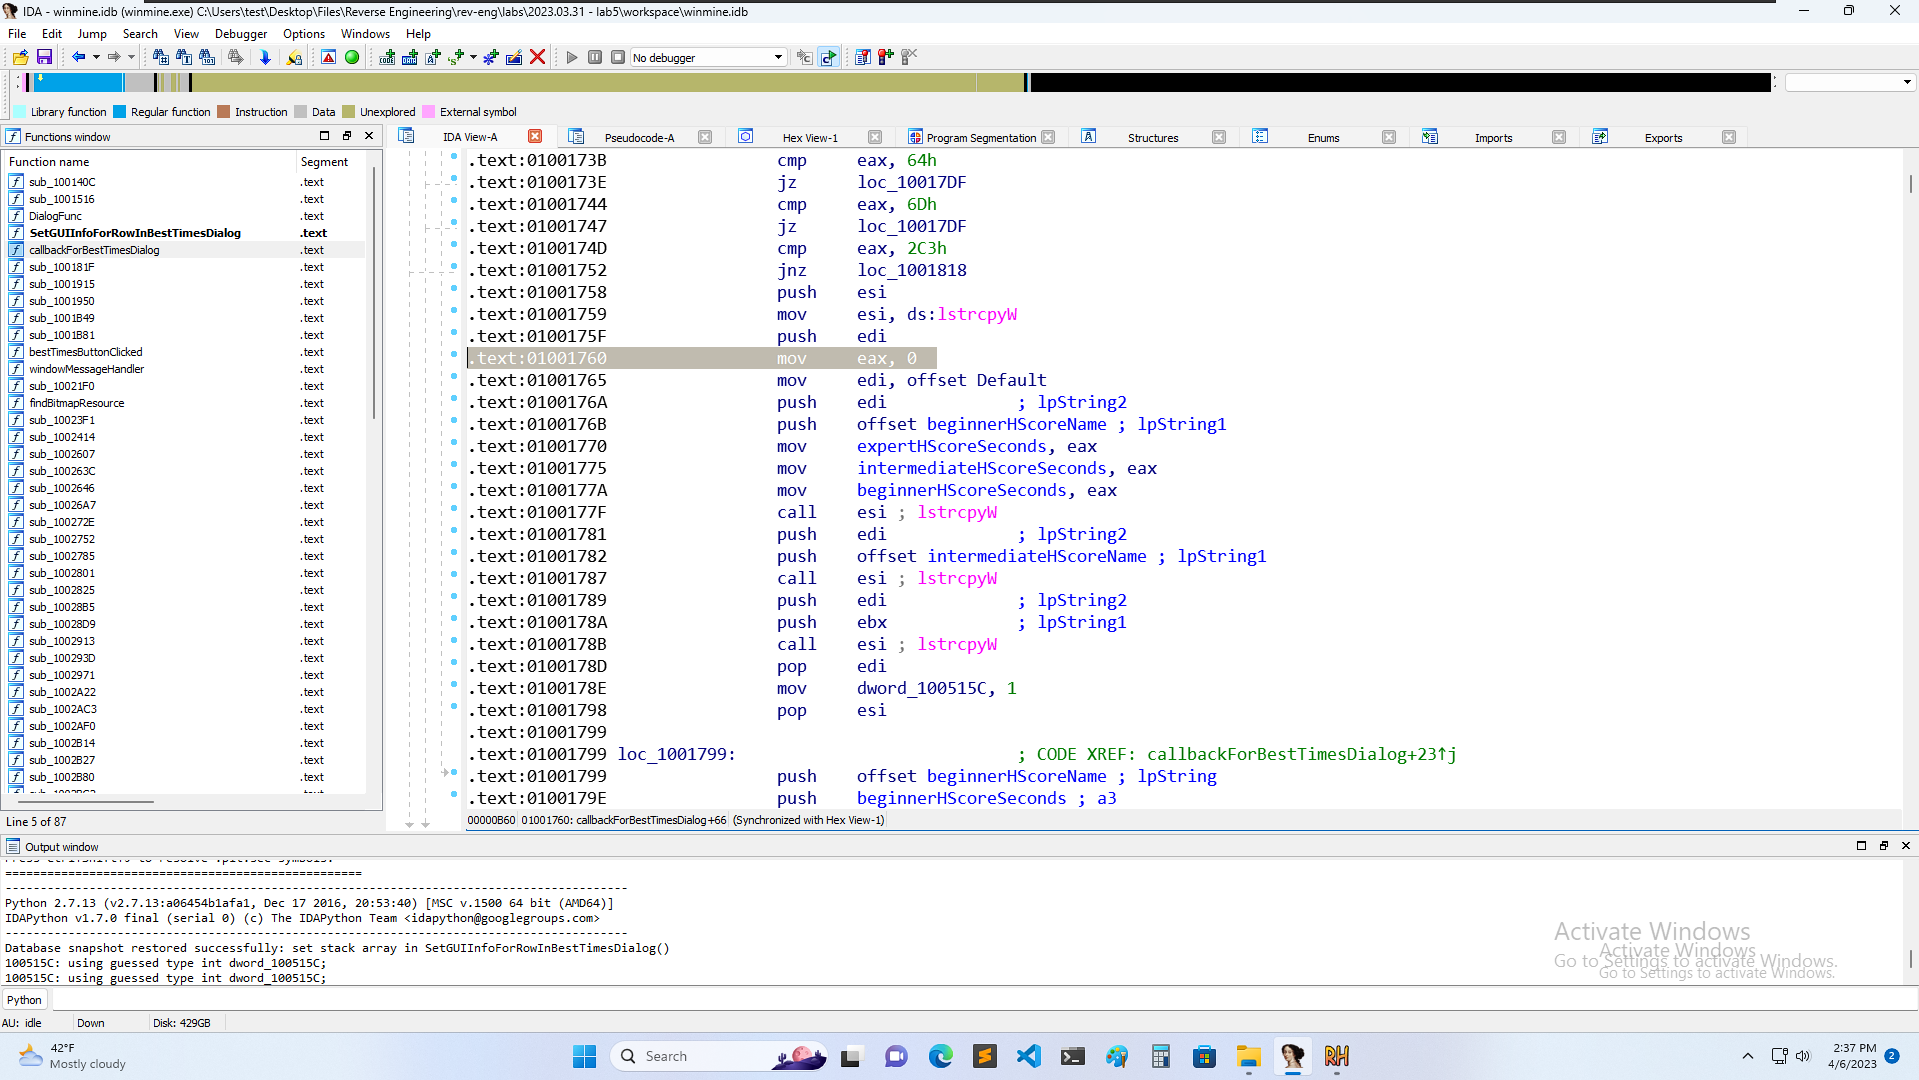 IDA - winmine.idb (winmine.exe) C:\Users\test\Desktop\Files\Reverse Engineering\rev-eng\labs\2023.03.31 - lab5\workspace\winmine.idb
File Edit Jump Search View Debugger Options Windows Help
No debugger
Library function Regular function Instruction Data Unexplored External symbol
Functions window
Function name Segment
sub_100140C .text
sub_1001516 .text
DialogFunc .text
SetGUIInfoForRowInBestTimesDialog .text
callbackForBestTimesDialog .text
sub_100181F .text
sub_1001915 .text
sub_1001950 .text
sub_1001B49 .text
sub_1001B81 .text
bestTimesButtonClicked .text
windowMessageHandler .text
sub_10021F0 .text
findBitmapResource .text
sub_10023F1 .text
sub_1002414 .text
sub_1002607 .text
sub_100263C .text
sub_1002646 .text
sub_10026A7 .text
sub_100272E .text
sub_1002752 .text
sub_1002785 .text
sub_1002801 .text
sub_1002825 .text
sub_10028B5 .text
sub_10028D9 .text
sub_1002913 .text
sub_100293D .text
sub_1002971 .text
sub_1002A22 .text
sub_1002AC3 .text
sub_1002AF0 .text
sub_1002B14 .text
sub_1002B27 .text
sub_1002B80 .text
Line 5 of 87
IDA View-A Pseudocode-A Hex View-1 Program Segmentation Structures Enums Imports Exports
.text:0100173B cmp eax, 64h
.text:0100173E jz loc_10017DF
.text:01001744 cmp eax, 6Dh
.text:01001747 jz loc_10017DF
.text:0100174D cmp eax, 2C3h
.text:01001752 jnz loc_1001818
.text:01001758 push esi
.text:01001759 mov esi, ds:lstrcpyW
.text:0100175F push edi
.text:01001760 mov eax, 0
.text:01001765 mov edi, offset Default
.text:0100176A push edi ; lpString2
.text:0100176B push offset beginnerHScoreName ; lpString1
.text:01001770 mov expertHScoreSeconds, eax
.text:01001775 mov intermediateHScoreSeconds, eax
.text:0100177A mov beginnerHScoreSeconds, eax
.text:0100177F call esi ; lstrcpyW
.text:01001781 push edi ; lpString2
.text:01001782 push offset intermediateHScoreName ; lpString1
.text:01001787 call esi ; lstrcpyW
.text:01001789 push edi ; lpString2
.text:0100178A push ebx ; lpString1
.text:0100178B call esi ; lstrcpyW
.text:0100178D pop edi
.text:0100178E mov dword_100515C, 1
.text:01001798 pop esi
.text:01001799
.text:01001799 loc_1001799: ; CODE XREF: callbackForBestTimesDialog+23↑j
.text:01001799 push offset beginnerHScoreName ; lpString
.text:0100179E push beginnerHScoreSeconds ; a3
00000B60 01001760: callbackForBestTimesDialog+66 (Synchronized with Hex View-1)
Output window
===================================================
-----------------------------------------------------------------------------------------
Python 2.7.13 (v2.7.13:a06454b1afa1, Dec 17 2016, 20:53:40) [MSC v.1500 64 bit (AMD64)]
IDAPython v1.7.0 final (serial 0) (c) The IDAPython Team <idapython@googlegroups.com>
-----------------------------------------------------------------------------------------
Database snapshot restored successfully: set stack array in SetGUIInfoForRowInBestTimesDialog()
100515C: using guessed type int dword_100515C;
100515C: using guessed type int dword_100515C;
Activate Windows
Activate Windows
Go to Settings to activate Windows.
Go to Settings to activate Windows.
Python
AU: idle Down Disk: 429GB
42°F
Mostly cloudy
Search
RH
2:37 PM
4/6/2023
2